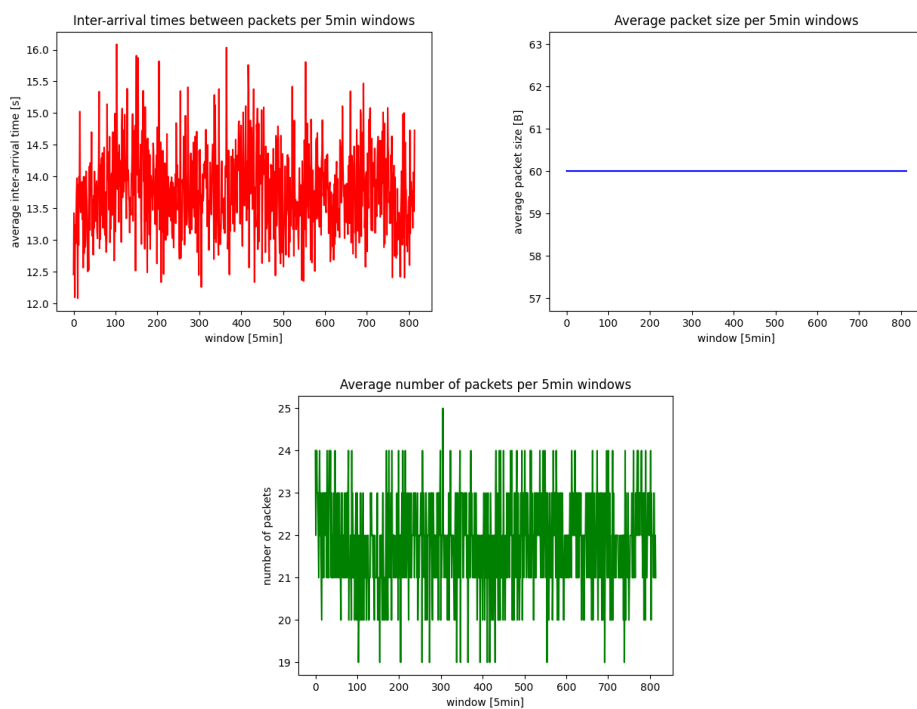 Inter-arrival times between packets per 5min windows
average inter-arrival time [s]
16.0
15.5
15.0
14.5
14.0
13.5
13.0
12.5
12.0
0 100 200 300 400 500 600 700 800
window [5min]
Average packet size per 5min windows
average packet size [B]
63
62
61
60
59
58
57
0 100 200 300 400 500 600 700 800
window [5min]
Average number of packets per 5min windows
number of packets
25
24
23
22
21
20
19
0 100 200 300 400 500 600 700 800
window [5min]